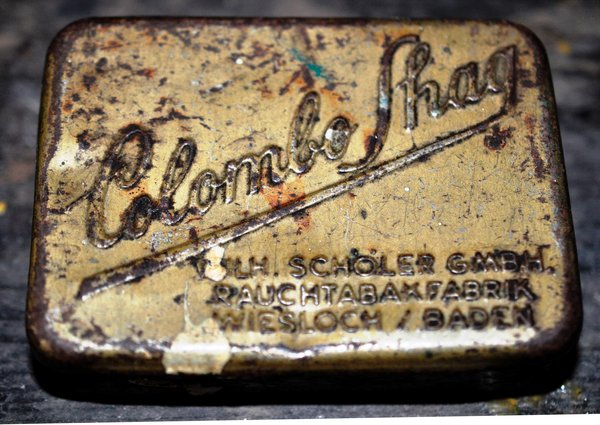 Colombo Shag
WILH. SCHÖLER GMBH.
RAUCHTABAKFABRIK
WIESLOCH / BADEN